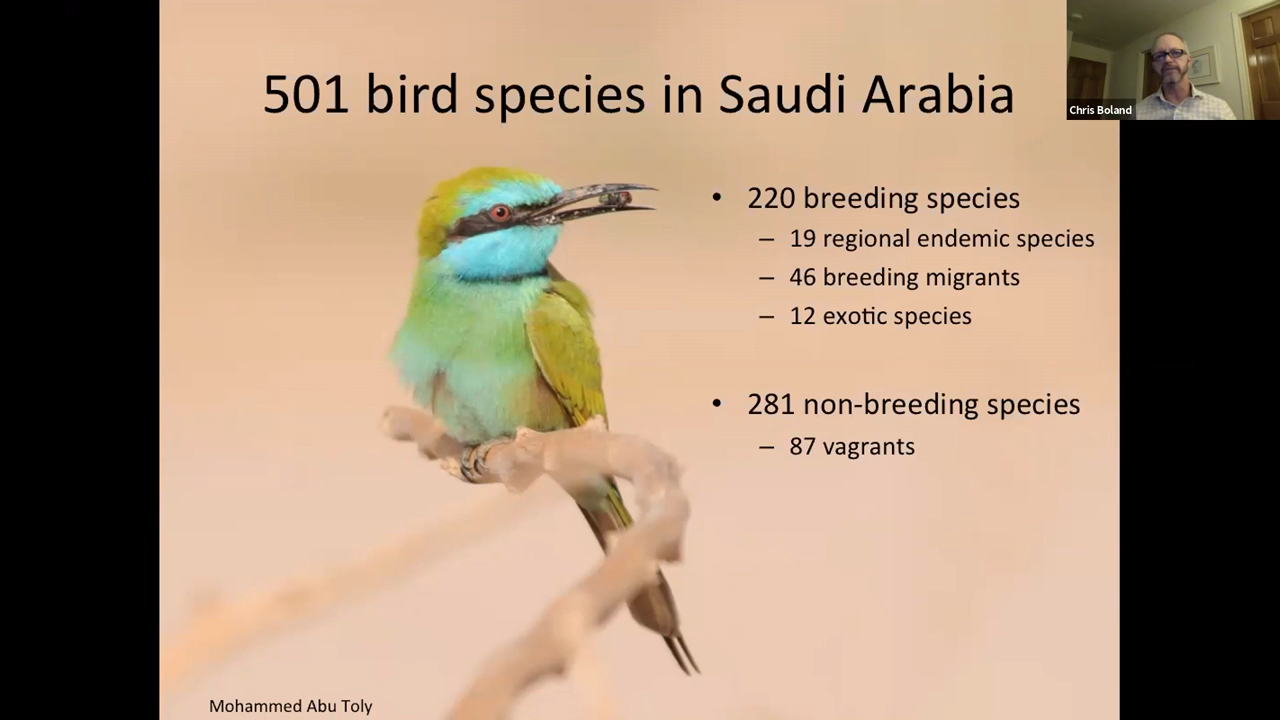 501 bird species in Saudi Arabia
Chris Boland
• 220 breeding species
– 19 regional endemic species
– 46 breeding migrants
– 12 exotic species
• 281 non-breeding species
– 87 vagrants
Mohammed Abu Toly